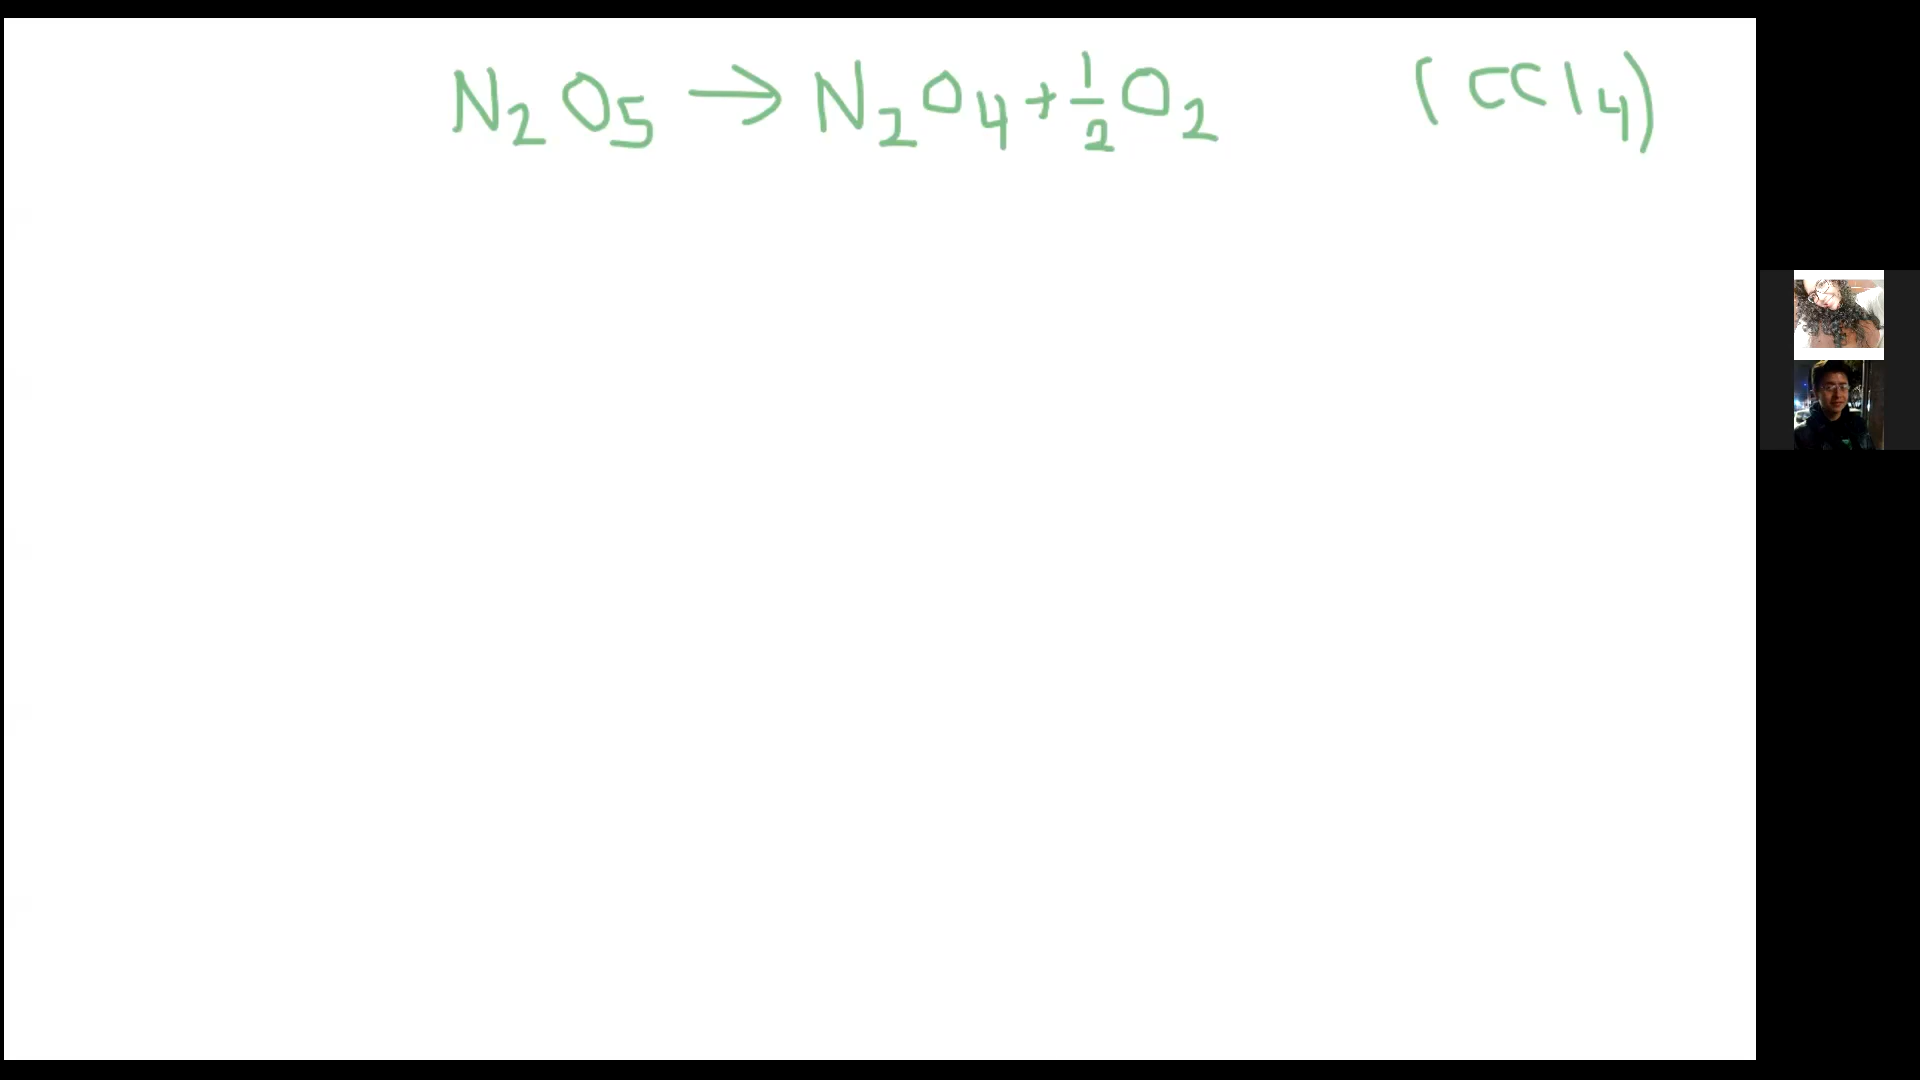 N₂O₅ → N₂O₄ + ½ O₂ (CCl₄)